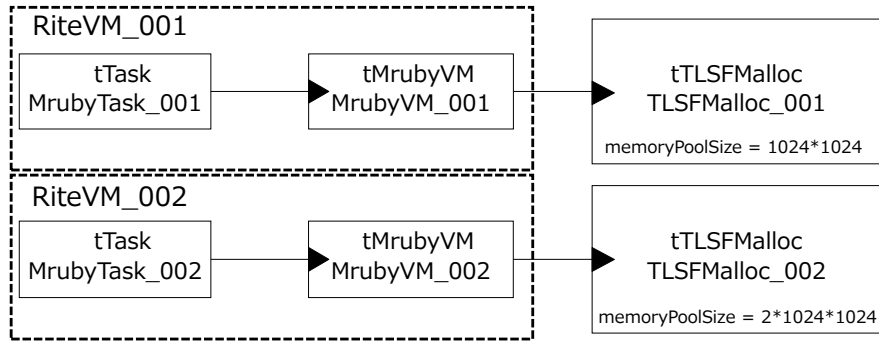 RiteVM_001
tTask
MrubyTask_001
tMrubyVM
MrubyVM_001
tTLSFMalloc
TLSFMalloc_001
memoryPoolSize = 1024*1024
RiteVM_002
tTask
MrubyTask_002
tMrubyVM
MrubyVM_002
tTLSFMalloc
TLSFMalloc_002
memoryPoolSize = 2*1024*1024